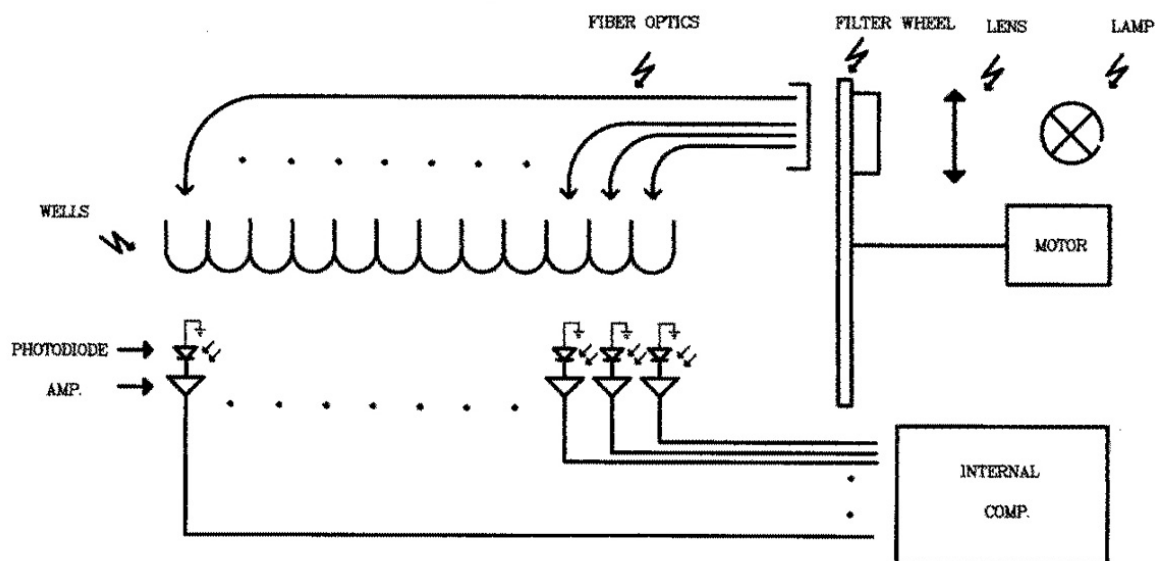 FIBER OPTICS
FILTER WHEEL
LENS
LAMP
WELLS
MOTOR
PHOTODIODE
AMP.
INTERNAL
COMP.